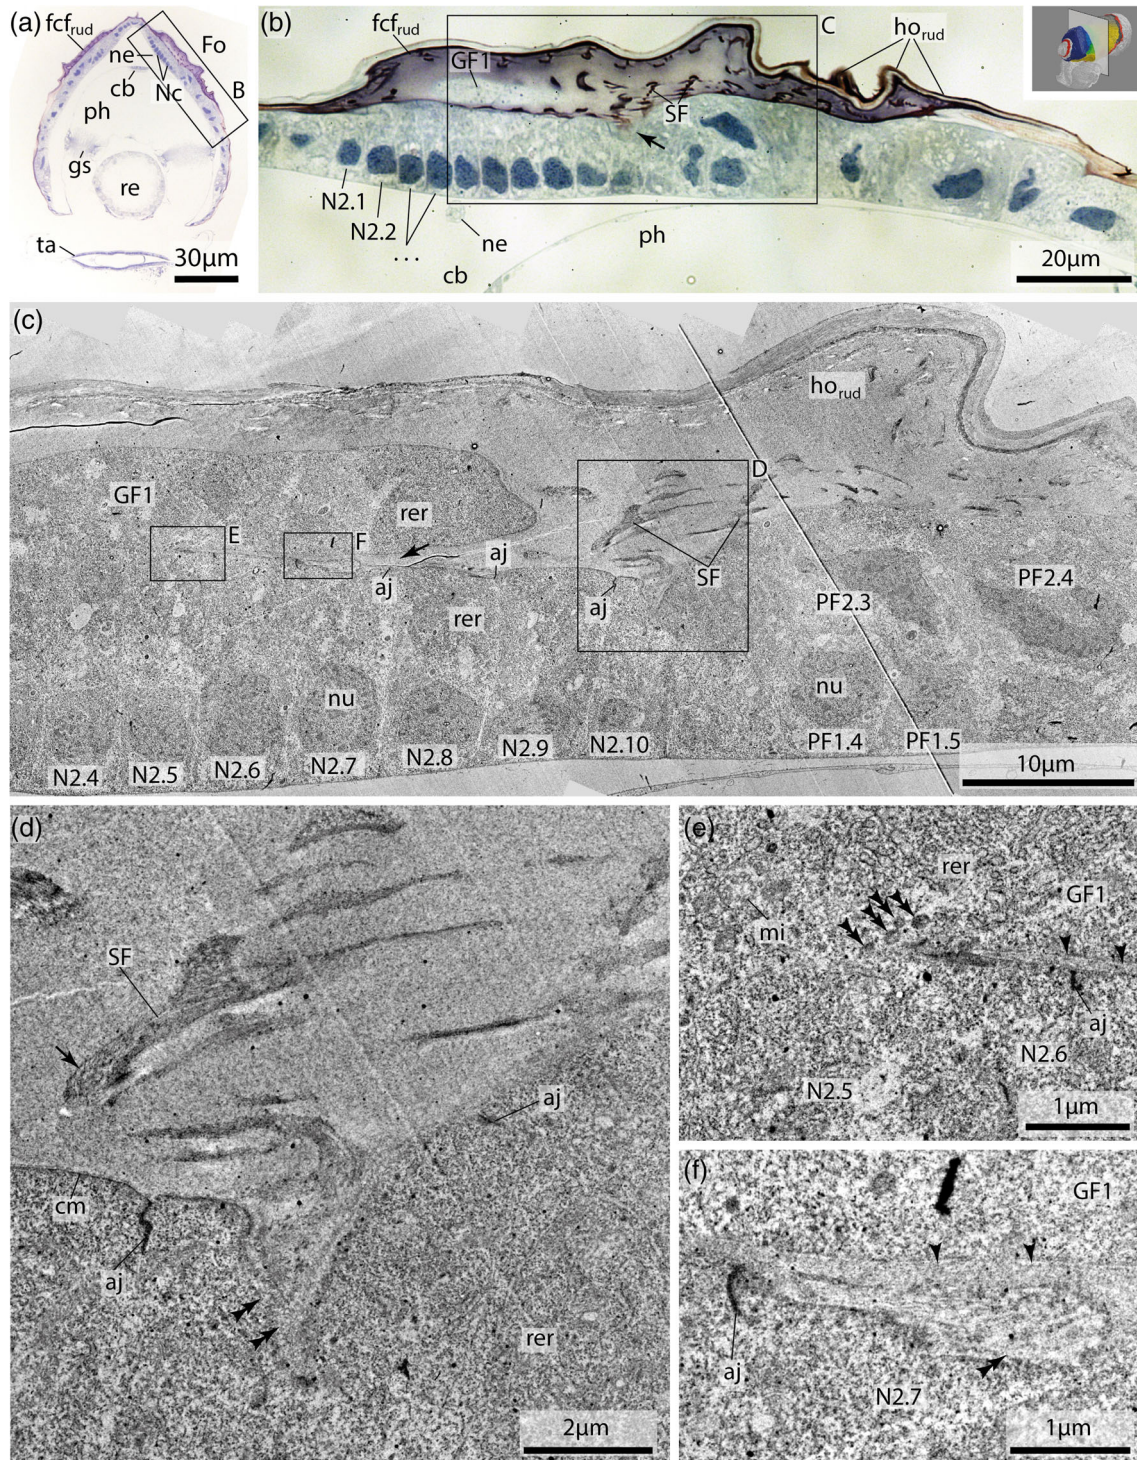 (a)
fcf rud
Fo
ne
cb
Nc
B
ph
gs
re
ta
30µm
(b)
fcf rud
GF1
C
ho rud
SF
N2.1
N2.2
...
ne
ph
cb
20µm
(c)
ho rud
D
GF1
E
F
rer
aj
aj
SF
aj
PF2.4
PF2.3
rer
nu
nu
N2.4
N2.5
N2.6
N2.7
N2.8
N2.9
N2.10
PF1.4
PF1.5
10µm
(d)
SF
aj
cm
aj
rer
2µm
(e)
rer
GF1
mi
aj
N2.6
N2.5
1µm
(f)
GF1
aj
N2.7
1µm